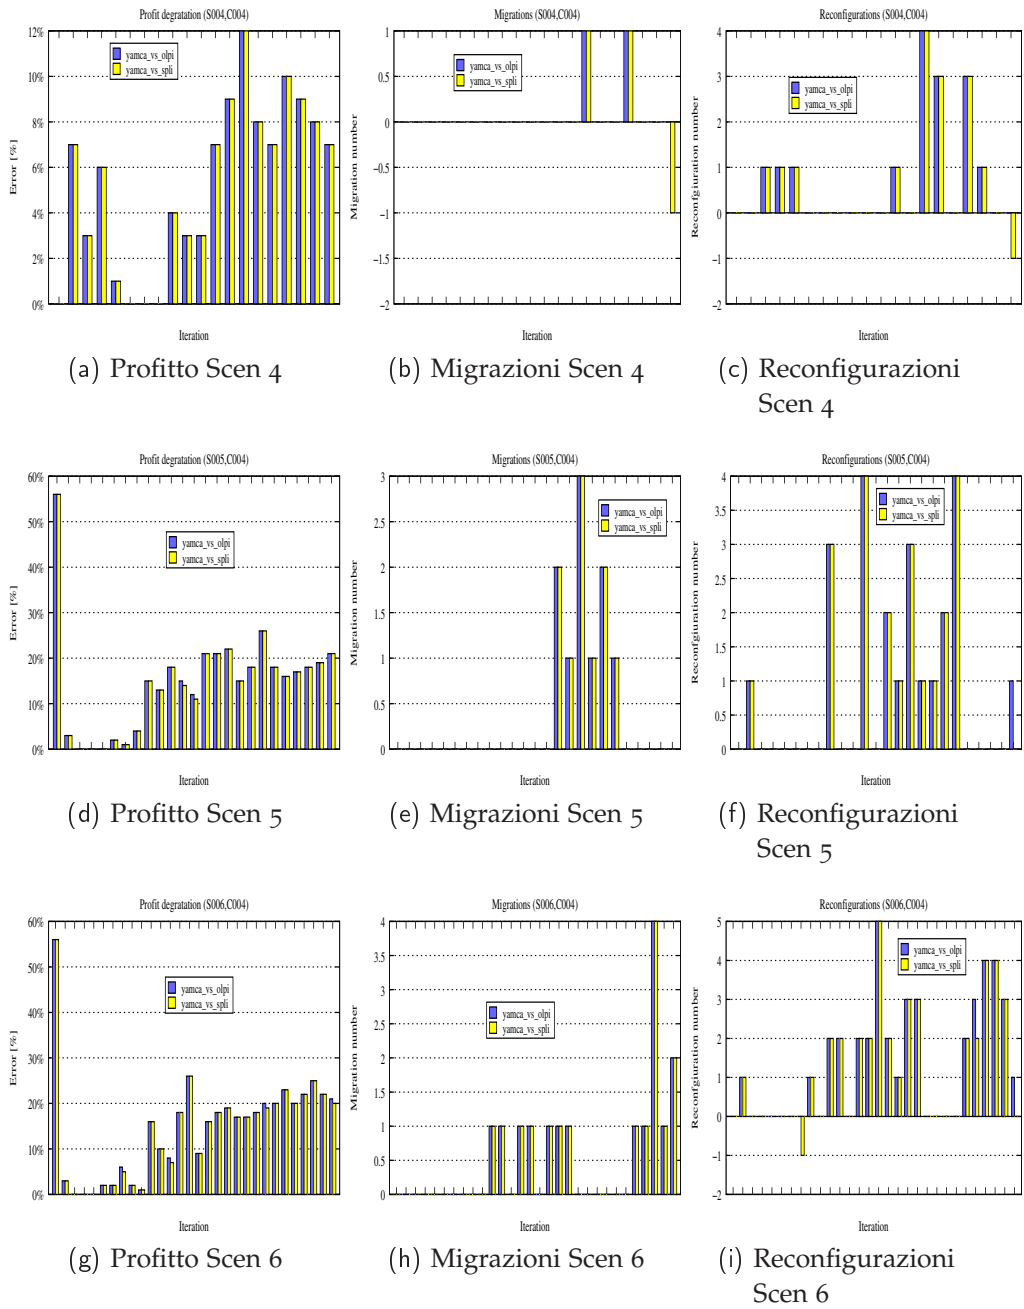 Profit degratation (S004,C004)
12%
10%
8%
6%
4%
2%
0%
Error [%]
yamca_vs_olpi
yamca_vs_spli
Iteration
(a) Profitto Scen 4
Migrations (S004,C004)
1
0.5
0
−0.5
−1
−1.5
−2
Migration number
yamca_vs_olpi
yamca_vs_spli
(b) Migrazioni Scen 4
Reconfigurations (S004,C004)
4
3
2
1
0
−1
−2
Reconfgiuration number
yamca_vs_olpi
yamca_vs_spli
Iteration
(c) Reconfigurazioni
Scen 4
Profit degratation (S005,C004)
60%
50%
40%
30%
20%
10%
0%
Error [%]
yamca_vs_olpi
yamca_vs_spli
Iteration
(d) Profitto Scen 5
Migrations (S005,C004)
3
2.5
2
1.5
1
0.5
0
Migration number
yamca_vs_olpi
yamca_vs_spli
Iteration
(e) Migrazioni Scen 5
Reconfigurations (S005,C004)
4
3.5
3
2.5
2
1.5
1
0.5
0
Reconfgiuration number
yamca_vs_olpi
yamca_vs_spli
Iteration
(f) Reconfigurazioni
Scen 5
Profit degratation (S006,C004)
60%
50%
40%
30%
20%
10%
0%
Error [%]
yamca_vs_olpi
yamca_vs_spli
Iteration
(g) Profitto Scen 6
Migrations (S006,C004)
4
3.5
3
2.5
2
1.5
1
0.5
0
Migration number
yamca_vs_olpi
yamca_vs_spli
Iteration
(h) Migrazioni Scen 6
Reconfigurations (S006,C004)
5
4
3
2
1
0
−1
−2
Reconfgiuration number
yamca_vs_olpi
yamca_vs_spli
Iteration
(i) Reconfigurazioni
Scen 6